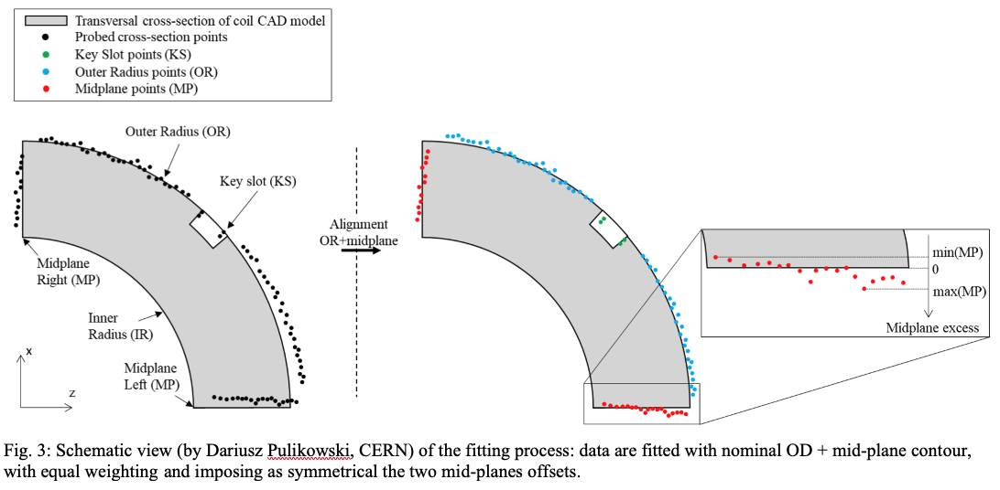 Transversal cross-section of coil CAD model
Probed cross-section points
Key Slot points (KS)
Outer Radius points (OR)
Midplane points (MP)
Outer Radius (OR)
Key slot (KS)
Midplane
Right (MP)
Inner
Radius (IR)
Midplane
Left (MP)
x
z
Alignment
OR+midplane
min(MP)
0
max(MP)
Midplane excess
Fig. 3: Schematic view (by Dariusz Pulikowski, CERN) of the fitting process: data are fitted with nominal OD + mid-plane contour,
with equal weighting and imposing as symmetrical the two mid-planes offsets.